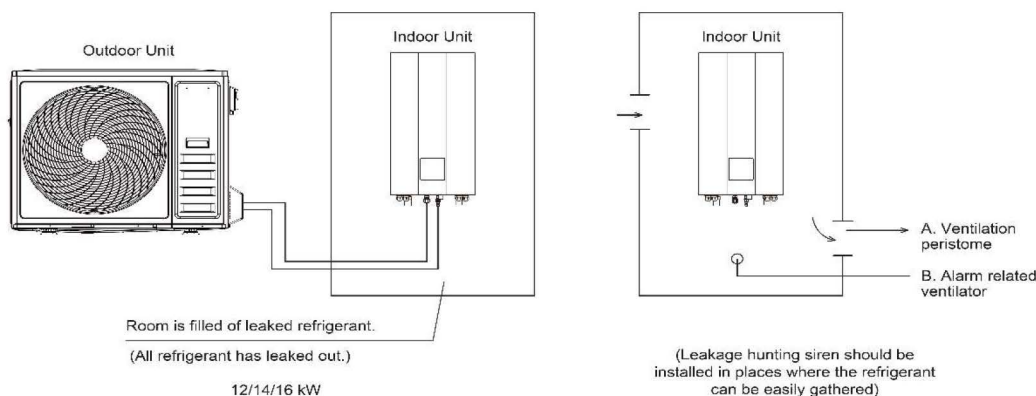 Outdoor Unit
Indoor Unit
Room is filled of leaked refrigerant.
(All refrigerant has leaked out.)
12/14/16 kW
Indoor Unit
A. Ventilation
peristome
B. Alarm related
ventilator
(Leakage hunting siren should be
installed in places where the refrigerant
can be easily gathered)